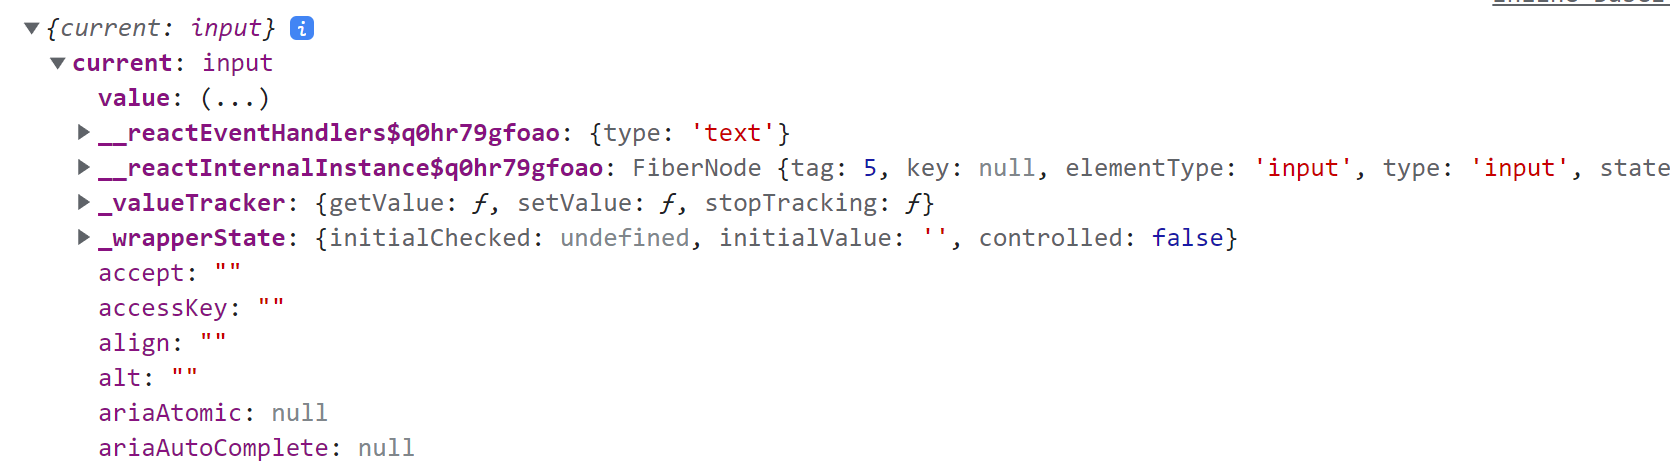 {current: input} i
current: input
value: (...)
__reactEventHandlers$q0hr79gfoao: {type: 'text'}
__reactInternalInstance$q0hr79gfoao: FiberNode {tag: 5, key: null, elementType: 'input', type: 'input', state
_valueTracker: {getValue: ƒ, setValue: ƒ, stopTracking: ƒ}
_wrapperState: {initialChecked: undefined, initialValue: '', controlled: false}
accept: ""
accessKey: ""
align: ""
alt: ""
ariaAtomic: null
ariaAutoComplete: null